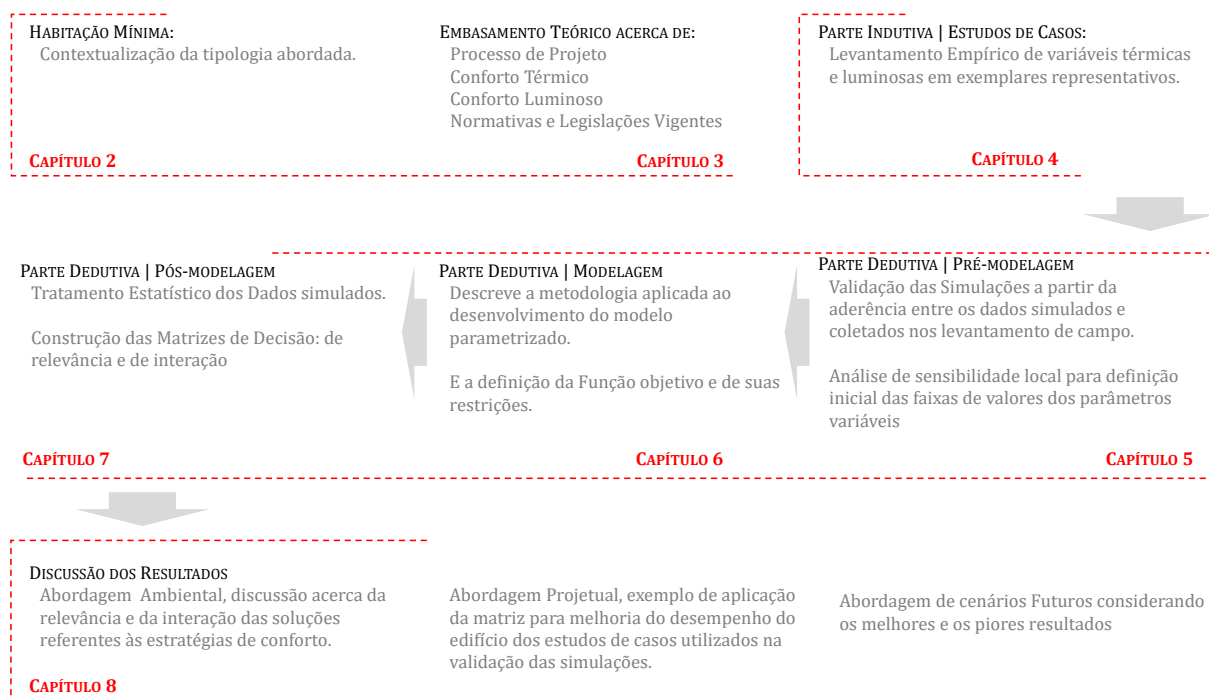 HABITAÇÃO MÍNIMA:
Contextualização da tipologia abordada.
CAPÍTULO 2
EMBASAMENTO TEÓRICO ACERCA DE:
Processo de Projeto
Conforto Térmico
Conforto Luminoso
Normativas e Legislações Vigentes
CAPÍTULO 3
PARTE INDUTIVA | ESTUDOS DE CASOS:
Levantamento Empírico de variáveis térmicas
e luminosas em exemplares representativos.
CAPÍTULO 4
PARTE DEDUTIVA | PRÉ-MODELAGEM
Validação das Simulações a partir da
aderência entre os dados simulados e
coletados nos levantamento de campo.
Análise de sensibilidade local para definição
inicial das faixas de valores dos parâmetros
variáveis
CAPÍTULO 5
PARTE DEDUTIVA | MODELAGEM
Descreve a metodologia aplicada ao
desenvolvimento do modelo
parametrizado.
E a definição da Função objetivo e de suas
restrições.
CAPÍTULO 6
PARTE DEDUTIVA | PÓS-MODELAGEM
Tratamento Estatístico dos Dados simulados.
Construção das Matrizes de Decisão: de
relevância e de interação
CAPÍTULO 7
DISCUSSÃO DOS RESULTADOS
Abordagem Ambiental, discussão acerca da
relevância e da interação das soluções
referentes às estratégias de conforto.
CAPÍTULO 8
Abordagem Projetual, exemplo de aplicação
da matriz para melhoria do desempenho do
edifício dos estudos de casos utilizados na
validação das simulações.
Abordagem de cenários Futuros considerando
os melhores e os piores resultados